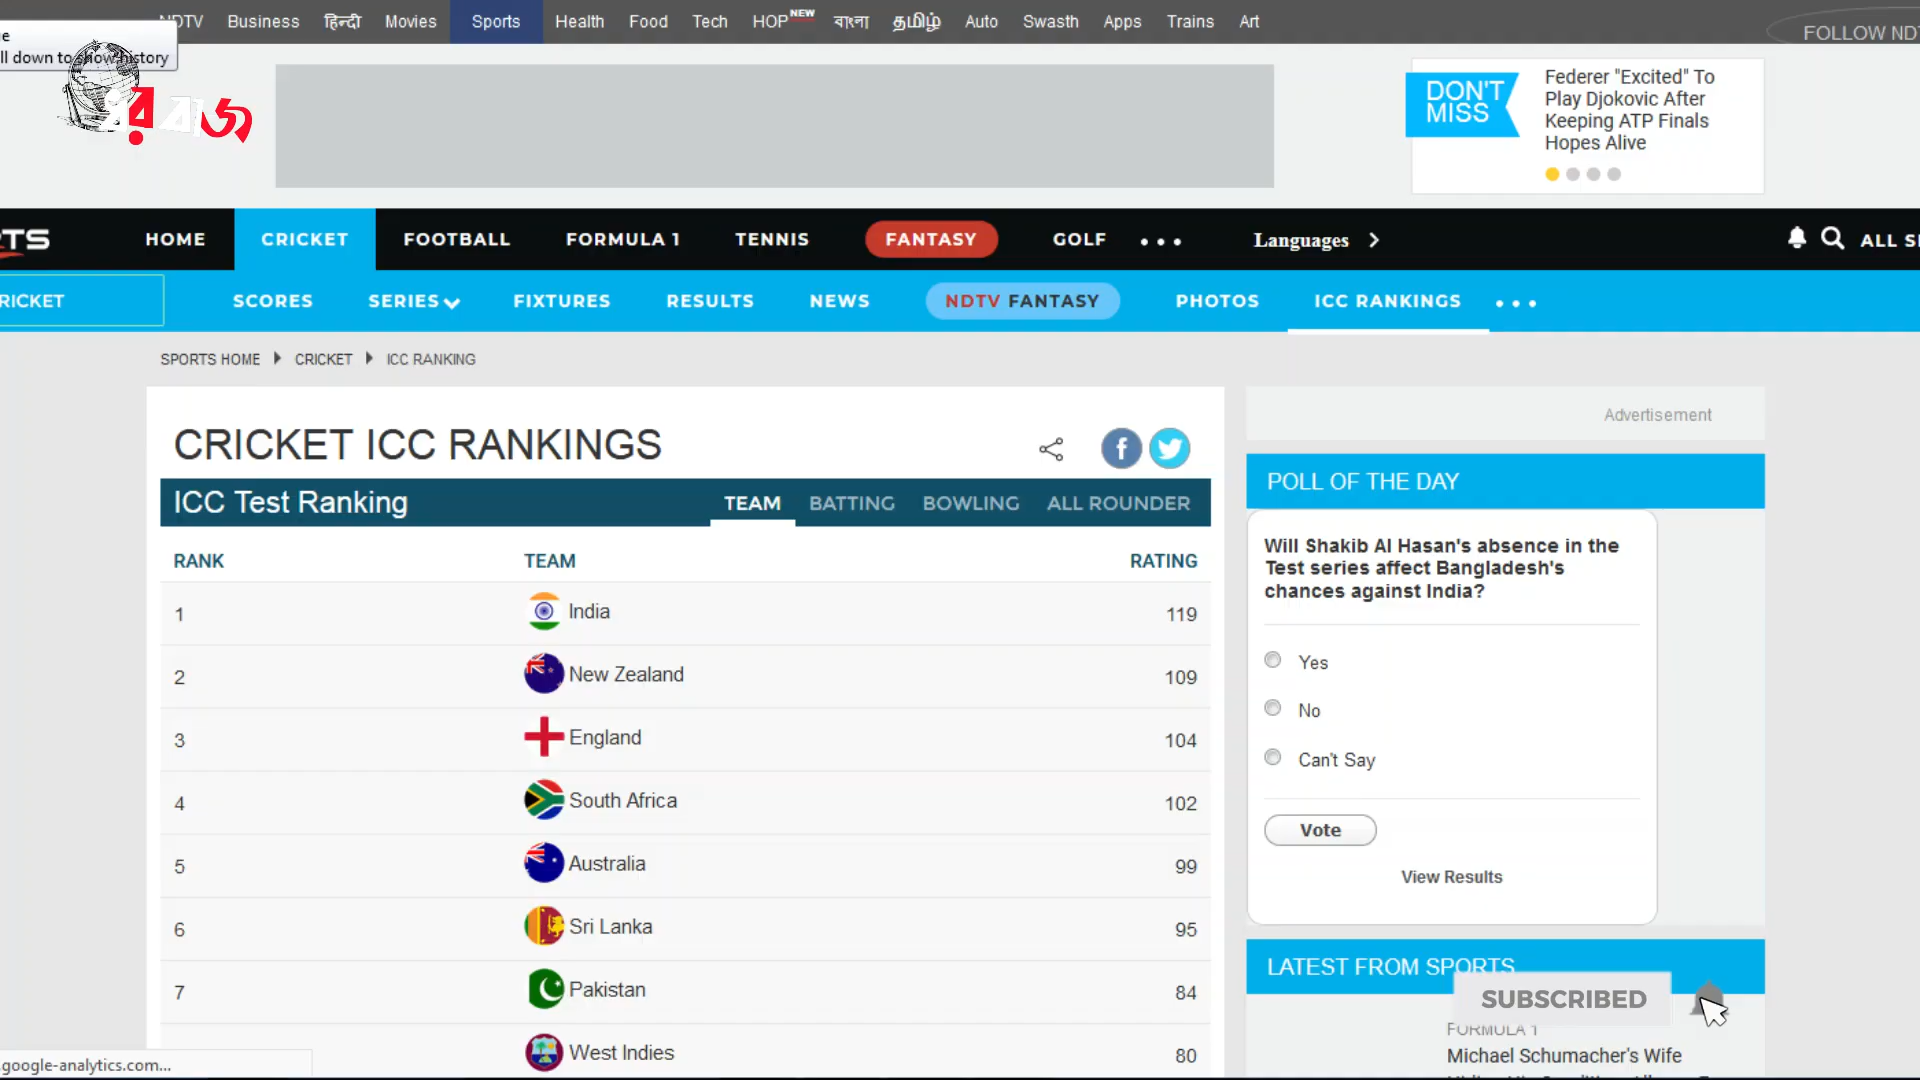 NDTV Business हिन्दी Movies Sports Health Food Tech HOP NEW বাংলা தமிழ் Auto Swasth Apps Trains Art
FOLLOW NDT
ll down to show history
DON'T
MISS
Federer "Excited" To
Play Djokovic After
Keeping ATP Finals
Hopes Alive
HOME CRICKET FOOTBALL FORMULA 1 TENNIS FANTASY GOLF Languages
RICKET SCORES SERIES FIXTURES RESULTS NEWS NDTV FANTASY PHOTOS ICC RANKINGS
SPORTS HOME CRICKET ICC RANKING
CRICKET ICC RANKINGS
ICC Test Ranking TEAM BATTING BOWLING ALL ROUNDER
RANK TEAM RATING
1 India 119
2 New Zealand 109
3 England 104
4 South Africa 102
5 Australia 99
6 Sri Lanka 95
7 Pakistan 84
West Indies 80
Advertisement
POLL OF THE DAY
Will Shakib Al Hasan's absence in the
Test series affect Bangladesh's
chances against India?
Yes
No
Can't Say
Vote
View Results
LATEST FROM SPORTS
SUBSCRIBED
FORMULA 1
Michael Schumacher's Wife
.google-analytics.com...